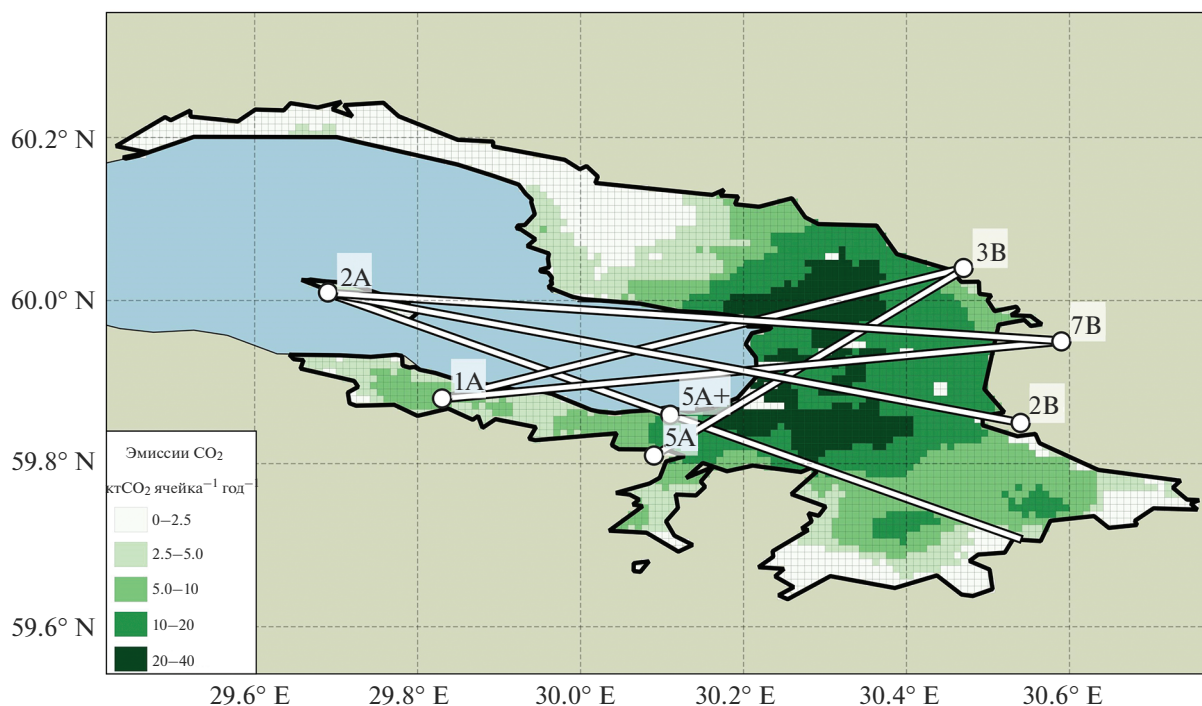 60.2° N
60.0° N
59.8° N
59.6° N
2A
3B
7B
1A
5A+
2B
5A
Эмиссии CO₂
ктCO₂ ячейка⁻¹ год⁻¹
0–2.5
2.5–5.0
5.0–10
10–20
20–40
29.6° E
29.8° E
30.0° E
30.2° E
30.4° E
30.6° E